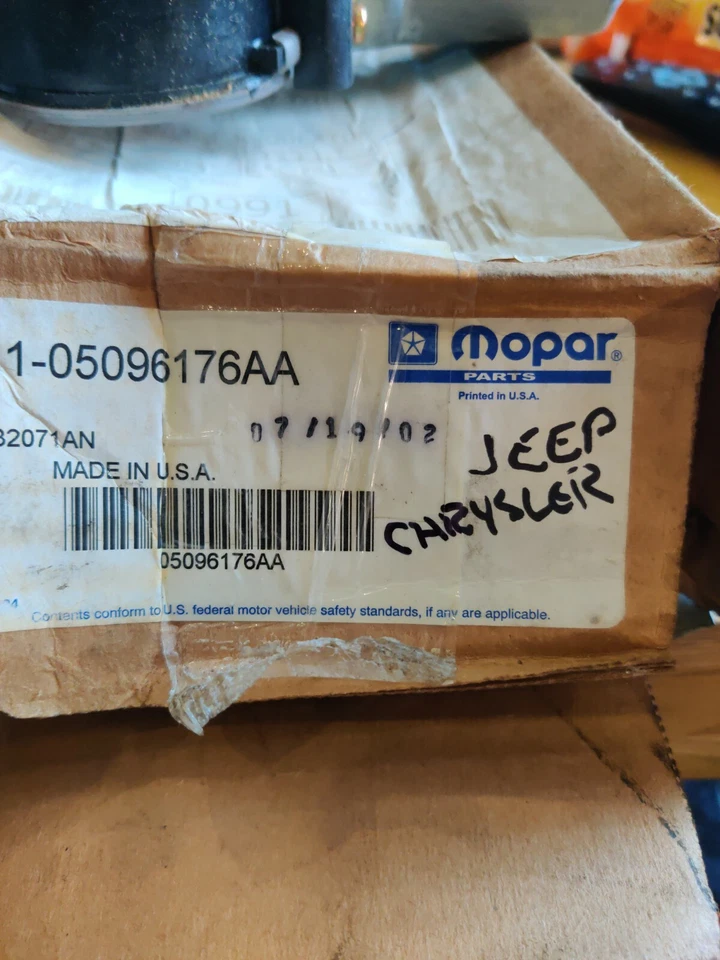 1-05096176AA
Mopar®
PARTS
Printed in U.S.A.
32071AN
07/19/02
MADE IN U.S.A.
JEEP
CHRYSLER
05096176AA
Contents conform to U.S. federal motor vehicle safety standards, if any are applicable.